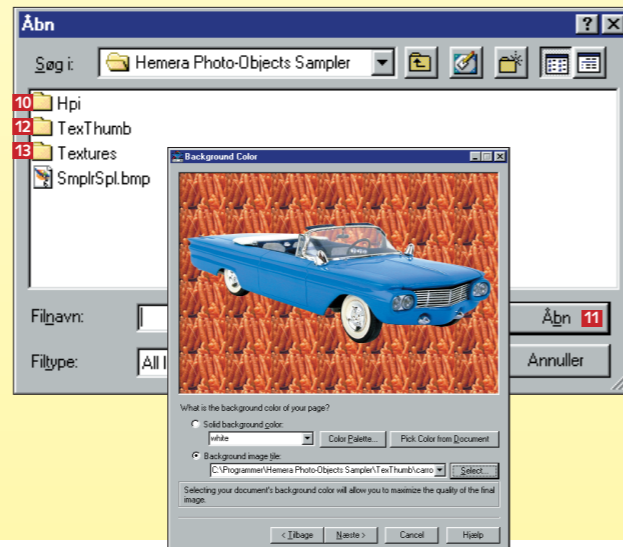 Åbn
Søg i: Hemera Photo-Objects Sampler
10 Hpi
12 TexThumb
13 Textures
SmplrSpl.bmp
Filnavn:
Åbn 11
Filtype: All
Annuller
Background Color
What is the background color of your page?
Solid background color:
white Color Palette... Pick Color from Document
Background image file:
C:\Programmer\Hemera Photo-Objects Sampler\TexThumb\carro Select...
Selecting your document's background color will allow you to maximize the quality of the final
image.
< Tilbage Næste > Cancel Hjælp